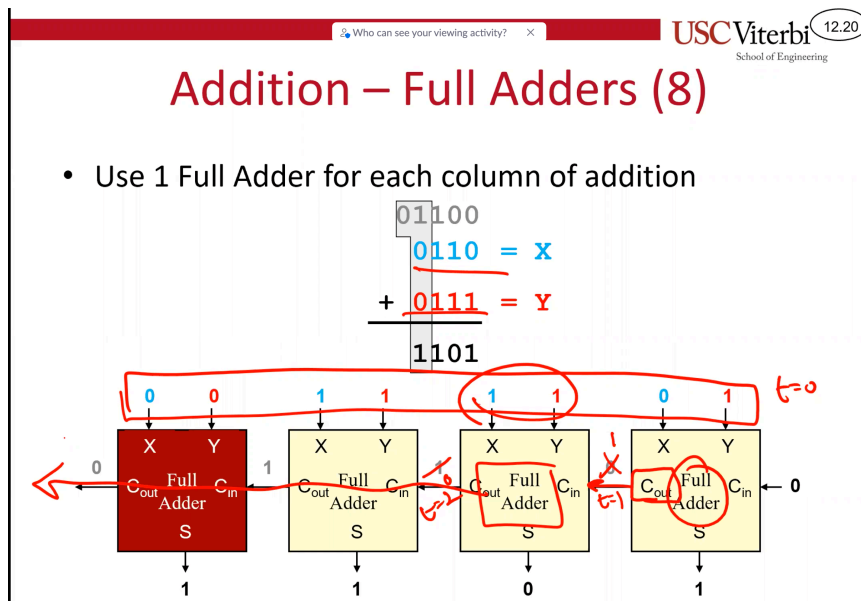 Who can see your viewing activity? ×
USC Viterbi 12.20
School of Engineering
Addition – Full Adders (8)
• Use 1 Full Adder for each column of addition
01100
0110 = X
+ 0111 = Y
1101
0 0 1 1 1 1 0 1 t=0
X Y X Y X Y X Y
1
0 Cout Full Adder Cin 1 Cout Full Adder Cin 1 Cout Full Adder Cin Cout Full Adder Cin 0
t=2 t=1
S S S S
1 1 0 1